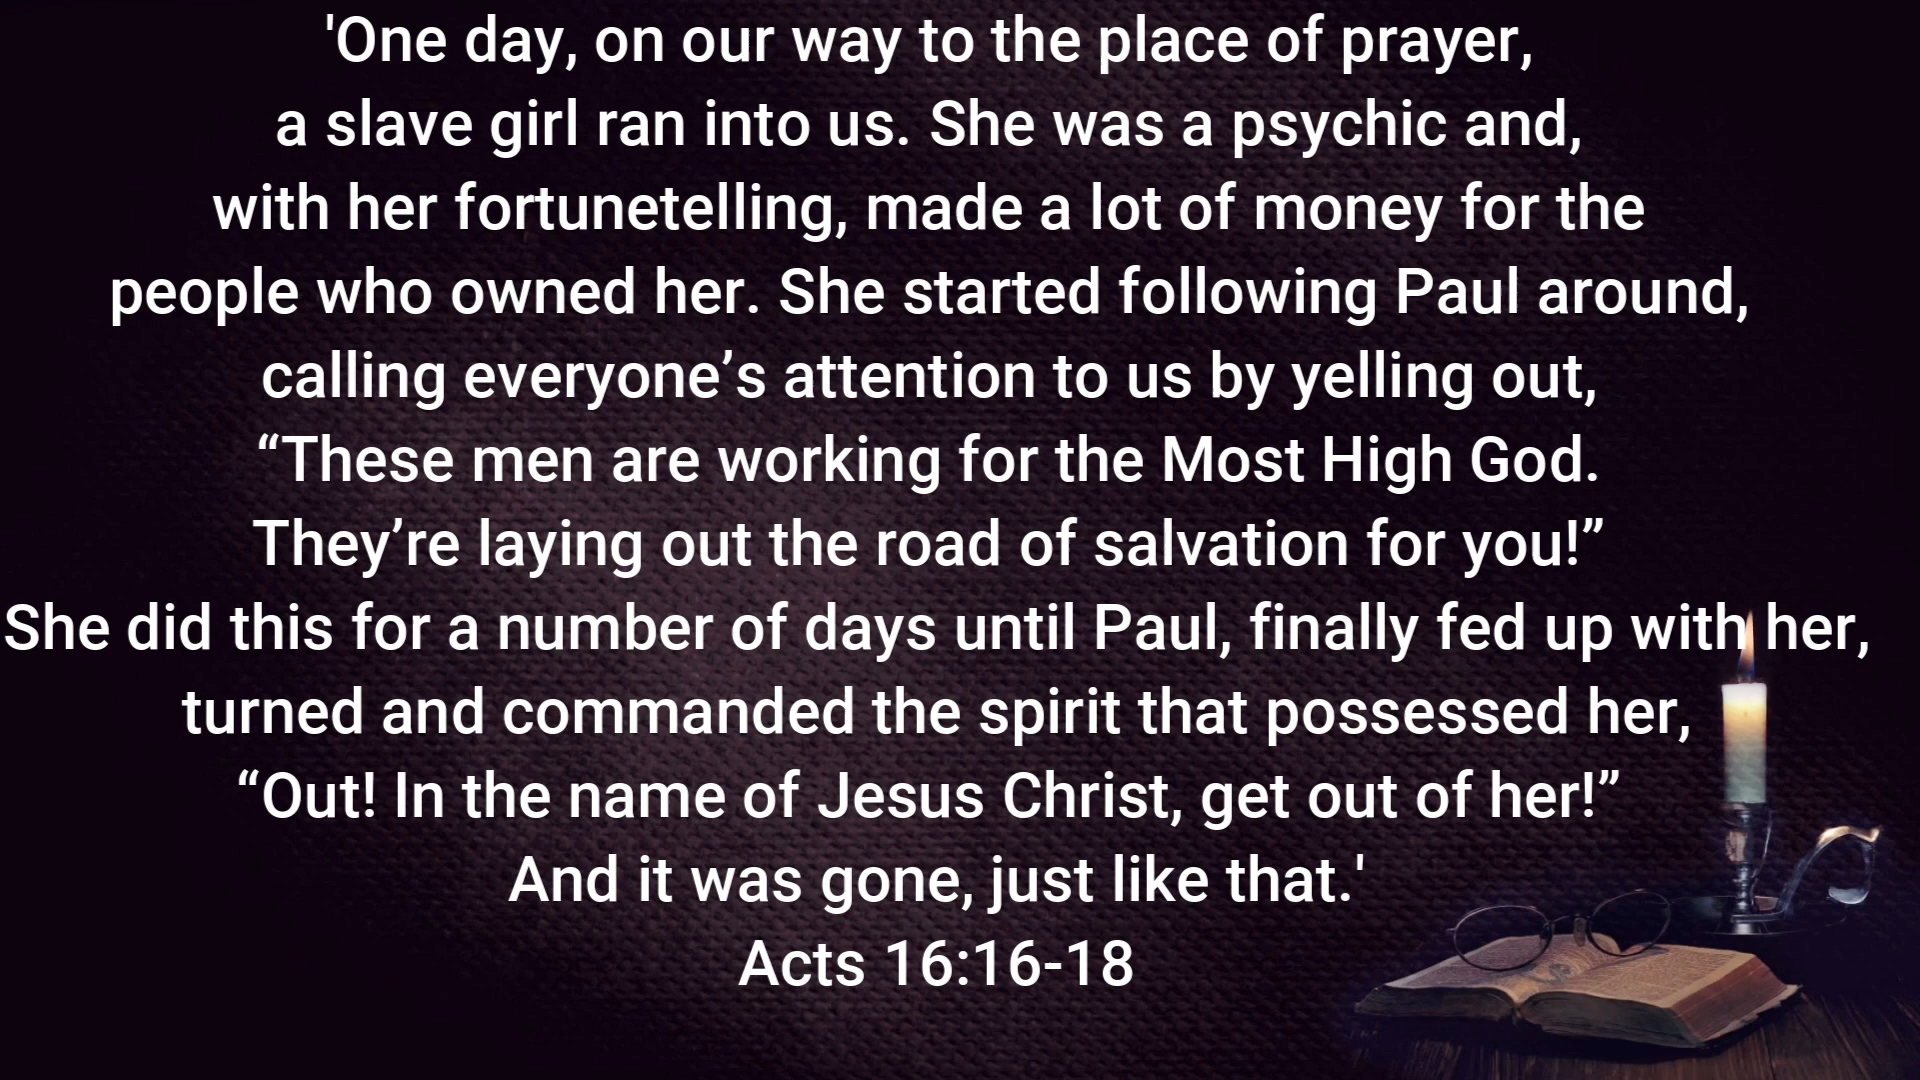 'One day, on our way to the place of prayer,
a slave girl ran into us. She was a psychic and,
with her fortunetelling, made a lot of money for the
people who owned her. She started following Paul around,
calling everyone’s attention to us by yelling out,
“These men are working for the Most High God.
They’re laying out the road of salvation for you!”
She did this for a number of days until Paul, finally fed up with her,
turned and commanded the spirit that possessed her,
“Out! In the name of Jesus Christ, get out of her!”
And it was gone, just like that.'
Acts 16:16-18